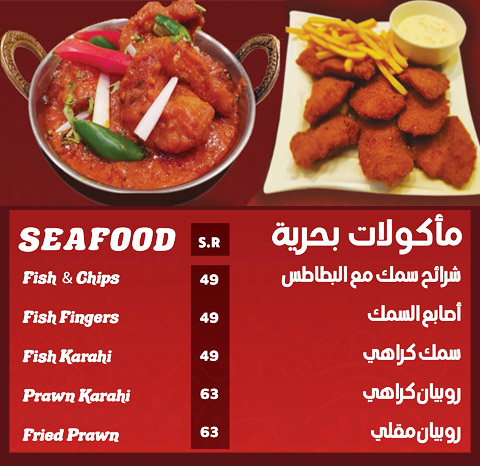 SEAFOOD S.R مأكولات بحرية
Fish & Chips 49 شرائح سمك مع البطاطس
Fish Fingers 49 أصابع السمك
Fish Karahi 49 سمك كراهي
Prawn Karahi 63 روبيان كراهي
Fried Prawn 63 روبيان مقلي